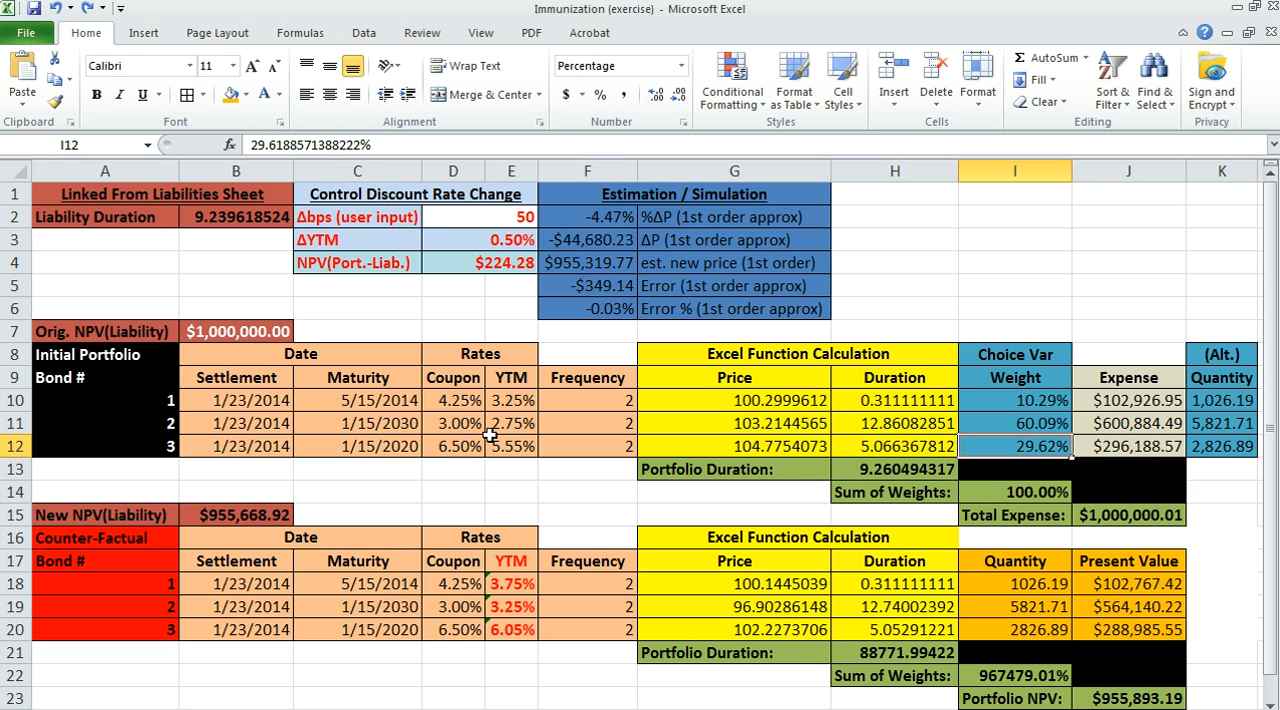 Immunization (exercise) - Microsoft Excel
File Home Insert Page Layout Formulas Data Review View PDF Acrobat
Paste Calibri 11 A A Wrap Text Percentage Conditional Formatting Format as Table Cell Styles Insert Delete Format Σ AutoSum Fill Clear Sort & Filter Find & Select Sign and Encrypt
B I U A Merge & Center $ % ,
Clipboard Font Alignment Number Styles Cells Editing Privacy
I12 fx 29.6188571388222%
A B C D E F G H I J K
1 Linked From Liabilities Sheet Control Discount Rate Change Estimation / Simulation
2 Liability Duration 9.239618524 Δbps (user input) 50 -4.47% %ΔP (1st order approx)
3 ΔYTM 0.50% -$44,680.23 ΔP (1st order approx)
4 NPV(Port.-Liab.) $224.28 $955,319.77 est. new price (1st order)
5 -$349.14 Error (1st order approx)
6 -0.03% Error % (1st order approx)
7 Orig. NPV(Liability) $1,000,000.00
8 Initial Portfolio Date Rates Excel Function Calculation Choice Var (Alt.)
9 Bond # Settlement Maturity Coupon YTM Frequency Price Duration Weight Expense Quantity
10 1 1/23/2014 5/15/2014 4.25% 3.25% 2 100.2999612 0.311111111 10.29% $102,926.95 1,026.19
11 2 1/23/2014 1/15/2030 3.00% 2.75% 2 103.2144565 12.86082851 60.09% $600,884.49 5,821.71
12 3 1/23/2014 1/15/2020 6.50% 5.55% 2 104.7754073 5.066367812 29.62% $296,188.57 2,826.89
13 Portfolio Duration: 9.260494317
14 Sum of Weights: 100.00%
15 New NPV(Liability) $955,668.92 Total Expense: $1,000,000.01
16 Counter-Factual Date Rates Excel Function Calculation
17 Bond # Settlement Maturity Coupon YTM Frequency Price Duration Quantity Present Value
18 1 1/23/2014 5/15/2014 4.25% 3.75% 2 100.1445039 0.311111111 1026.19 $102,767.42
19 2 1/23/2014 1/15/2030 3.00% 3.25% 2 96.90286148 12.74002392 5821.71 $564,140.22
20 3 1/23/2014 1/15/2020 6.50% 6.05% 2 102.2273706 5.05291221 2826.89 $288,985.55
21 Portfolio Duration: 88771.99422
22 Sum of Weights: 967479.01%
23 Portfolio NPV: $955,893.19